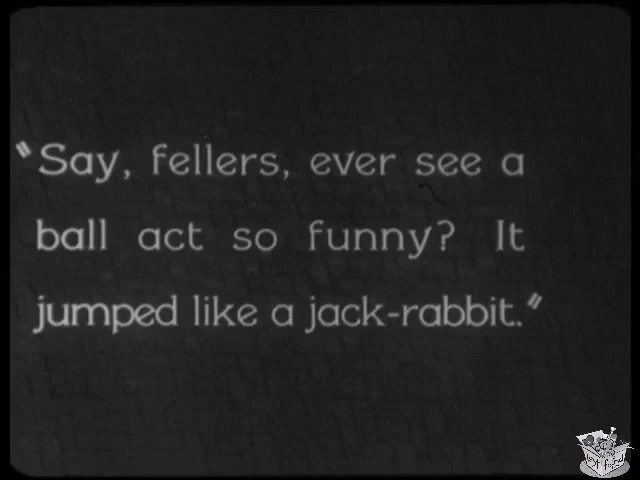 "Say, fellers, ever see a
ball act so funny? It
jumped like a jack-rabbit."